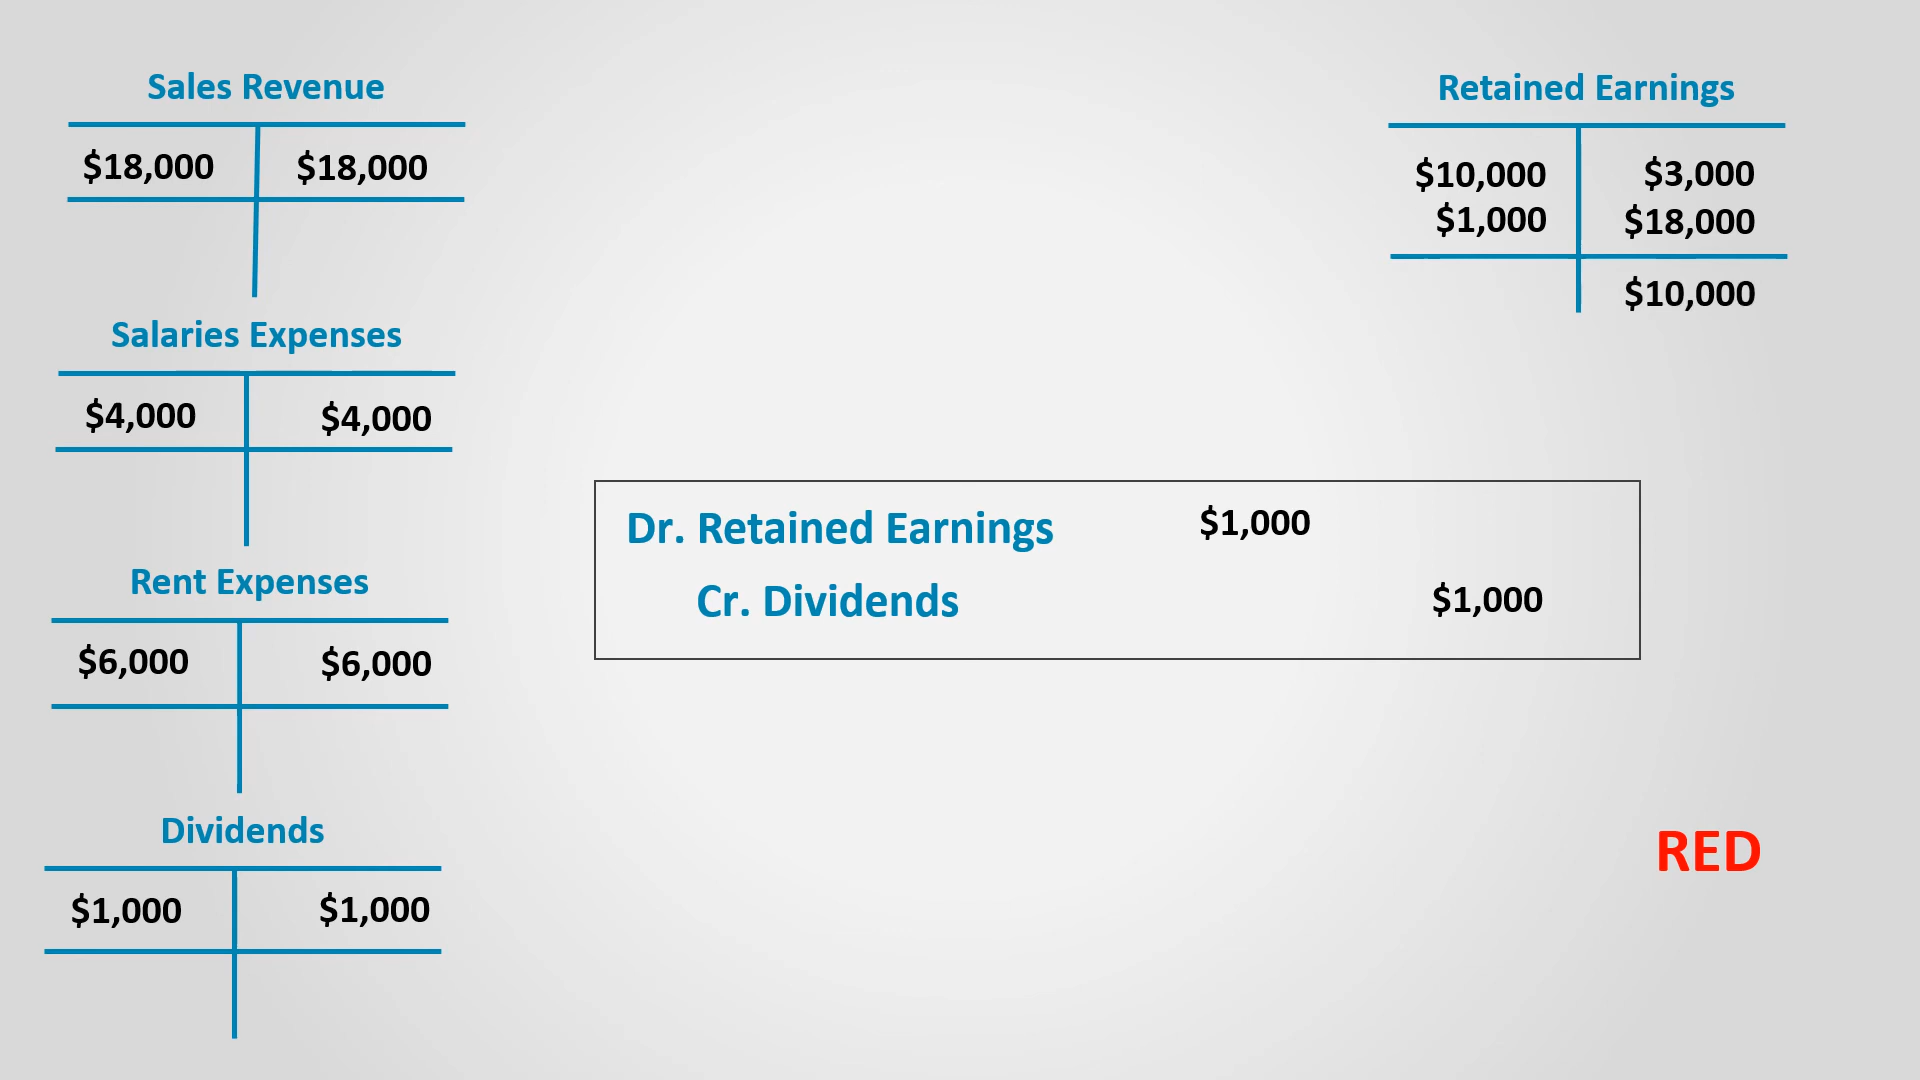 Sales Revenue
$18,000 $18,000
Salaries Expenses
$4,000 $4,000
Rent Expenses
$6,000 $6,000
Dividends
$1,000 $1,000
Dr. Retained Earnings $1,000
Cr. Dividends $1,000
Retained Earnings
$10,000 $3,000
$1,000 $18,000
$10,000
RED